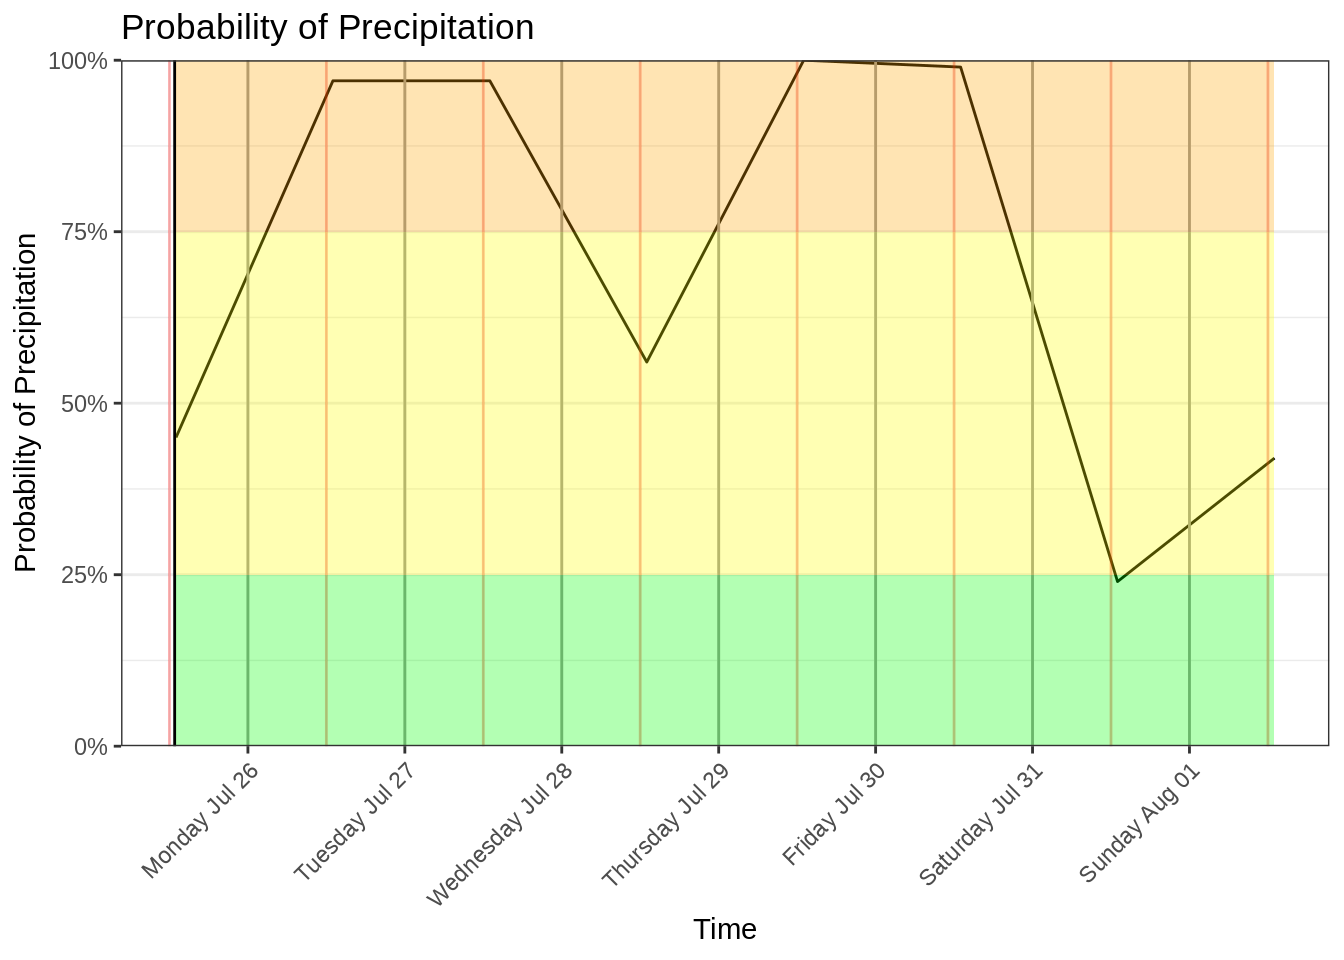 Probability of Precipitation
Probability of Precipitation
100%
75%
50%
25%
0%
Monday Jul 26
Tuesday Jul 27
Wednesday Jul 28
Thursday Jul 29
Friday Jul 30
Saturday Jul 31
Sunday Aug 01
Time